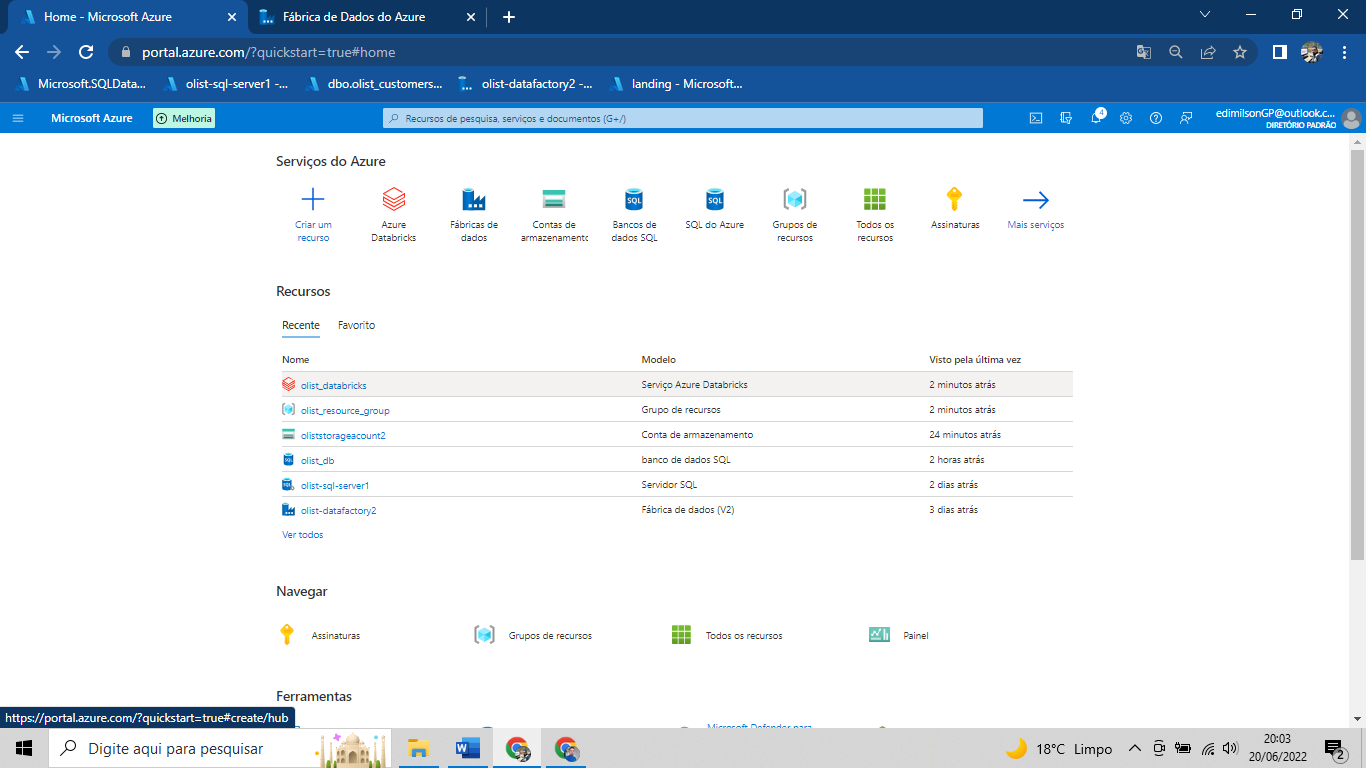 Home - Microsoft Azure
Fábrica de Dados do Azure
portal.azure.com/?quickstart=true#home
Microsoft.SQLData...
olist-sql-server1 -...
dbo.olist_customers...
olist-datafactory2 -...
landing - Microsoft...
Microsoft Azure
Melhoria
Recursos de pesquisa, serviços e documentos (G+/)
4
edimilsonGP@outlook.c...
DIRETÓRIO PADRÃO
Serviços do Azure
Criar um
recurso
Azure
Databricks
Fábricas de
dados
Contas de
armazenamento
SQL
Bancos de
dados SQL
SQL
SQL do Azure
Grupos de
recursos
Todos os
recursos
Assinaturas
Mais serviços
Recursos
Recente
Favorito
Nome Modelo Visto pela última vez
olist_databricks Serviço Azure Databricks 2 minutos atrás
olist_resource_group Grupo de recursos 2 minutos atrás
oliststorageacount2 Conta de armazenamento 24 minutos atrás
olist_db banco de dados SQL 2 horas atrás
olist-sql-server1 Servidor SQL 2 dias atrás
olist-datafactory2 Fábrica de dados (V2) 3 dias atrás
Ver todos
Navegar
Assinaturas
Grupos de recursos
Todos os recursos
Painel
Ferramentas
Microsoft Defender para
https://portal.azure.com/?quickstart=true#create/hub
Digite aqui para pesquisar
18°C Limpo
20:03
20/06/2022
2